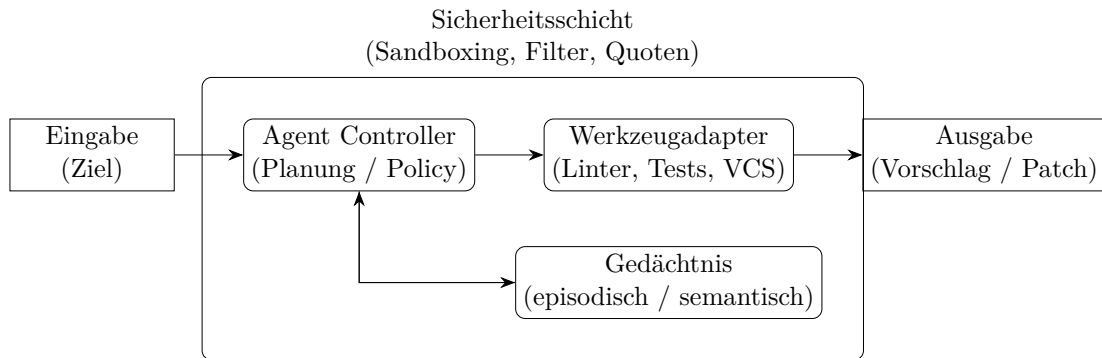 Sicherheitsschicht
(Sandboxing, Filter, Quoten)
Eingabe
(Ziel)
Agent Controller
(Planung / Policy)
Werkzeugadapter
(Linter, Tests, VCS)
Ausgabe
(Vorschlag / Patch)
Gedächtnis
(episodisch / semantisch)